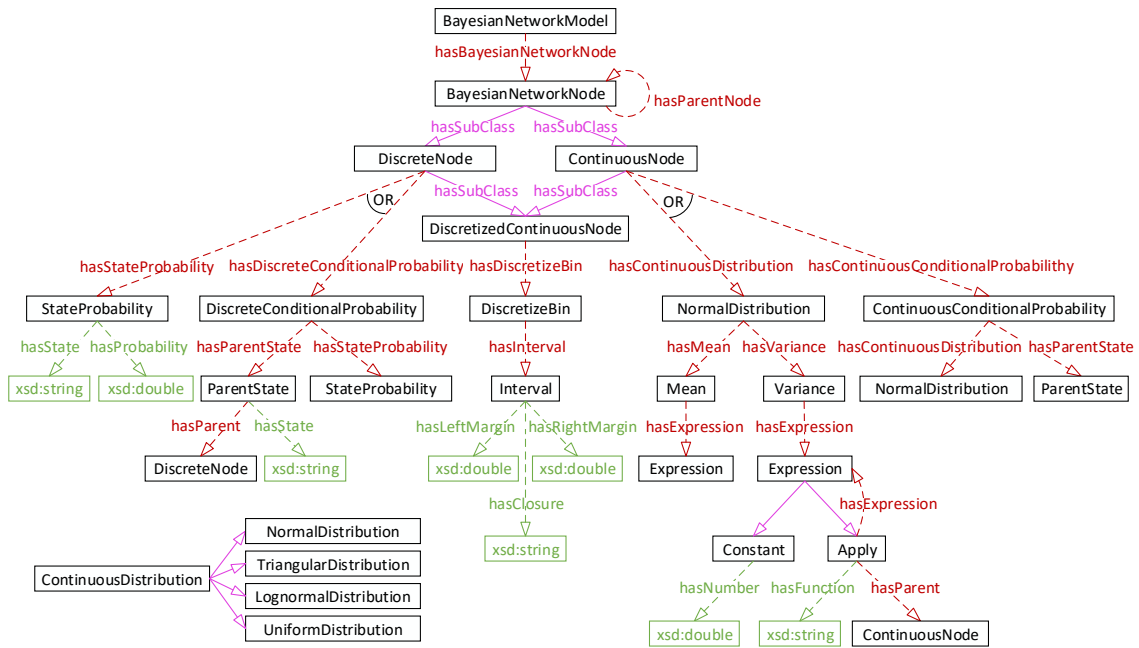 BayesianNetworkModel
hasBayesianNetworkNode
BayesianNetworkNode
hasParentNode
hasSubClass
hasSubClass
DiscreteNode
ContinuousNode
hasSubClass
hasSubClass
OR
OR
DiscretizedContinuousNode
hasStateProbability
hasDiscreteConditionalProbability
hasDiscretizeBin
hasContinuousDistribution
hasContinuousConditionalProbabilithy
StateProbability
DiscreteConditionalProbability
DiscretizeBin
NormalDistribution
ContinuousConditionalProbability
hasState
hasProbability
hasParentState
hasStateProbability
hasInterval
hasMean
hasVariance
hasContinuousDistribution
hasParentState
xsd:string
xsd:double
ParentState
StateProbability
Interval
Mean
Variance
NormalDistribution
ParentState
hasParent
hasState
hasLeftMargin
hasRightMargin
hasExpression
hasExpression
DiscreteNode
xsd:string
xsd:double
xsd:double
Expression
Expression
hasClosure
hasExpression
NormalDistribution
xsd:string
Constant
Apply
TriangularDistribution
ContinuousDistribution
hasNumber
hasFunction
hasParent
LognormalDistribution
UniformDistribution
xsd:double
xsd:string
ContinuousNode